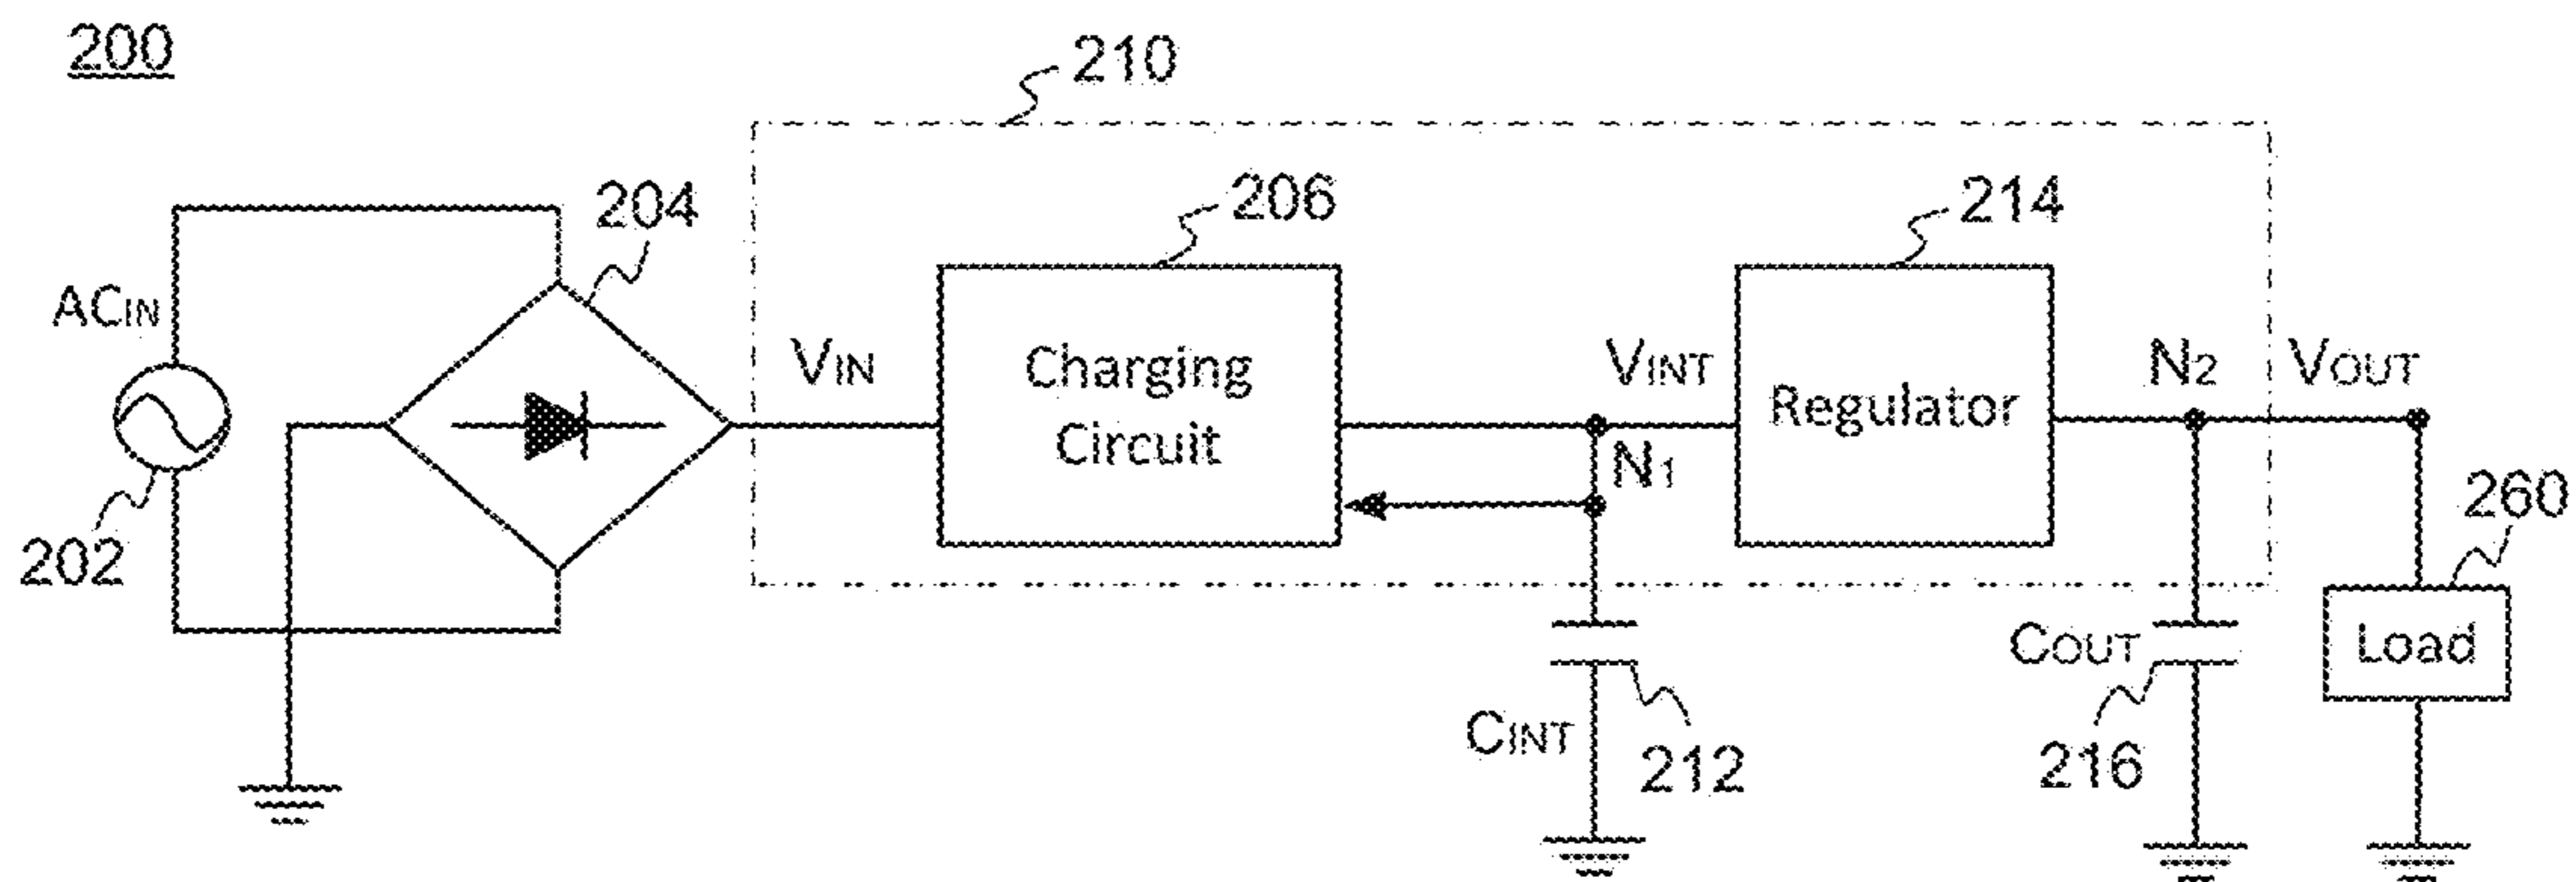 200
210
204
206
214
ACIN
VIN
Charging
Circuit
VINT
Regulator
N2
VOUT
N1
202
260
COUT
Load
CINT
212
216